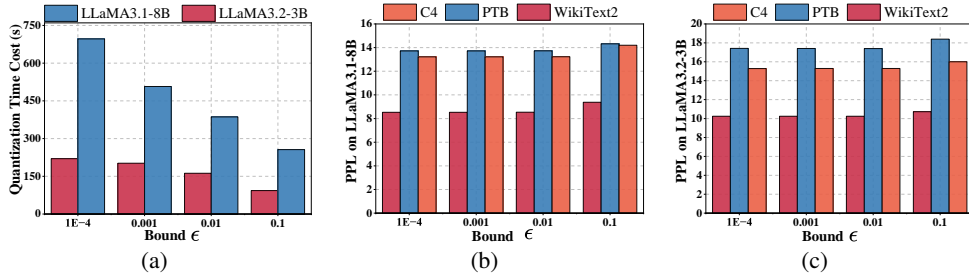 LLaMA3.1-8B LLaMA3.2-3B
Quantization Time Cost (s)
750
600
450
300
150
0
1E−4 0.001 0.01 0.1
Bound ϵ
(a)
C4 PTB WikiText2
PPL on LLaMA3.1-8B
16
14
12
10
8
6
4
2
0
1E−4 0.001 0.01 0.1
Bound ϵ
(b)
C4 PTB WikiText2
PPL on LLaMA3.2-3B
20
18
16
14
12
10
8
6
4
2
0
1E−4 0.001 0.01 0.1
Bound ϵ
(c)